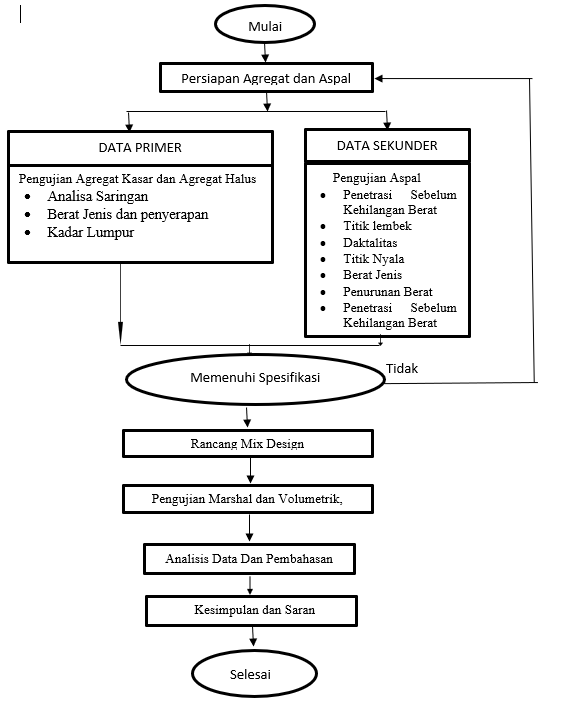 Mulai
Persiapan Agregat dan Aspal
DATA PRIMER
Pengujian Agregat Kasar dan Agregat Halus
• Analisa Saringan
• Berat Jenis dan penyerapan
• Kadar Lumpur
DATA SEKUNDER
Pengujian Aspal
• Penetrasi Sebelum
Kehilangan Berat
• Titik lembek
• Daktalitas
• Titik Nyala
• Berat Jenis
• Penurunan Berat
• Penetrasi Sebelum
Kehilangan Berat
Memenuhi Spesifikasi
Tidak
Rancang Mix Design
Pengujian Marshal dan Volumetrik,
Analisis Data Dan Pembahasan
Kesimpulan dan Saran
Selesai